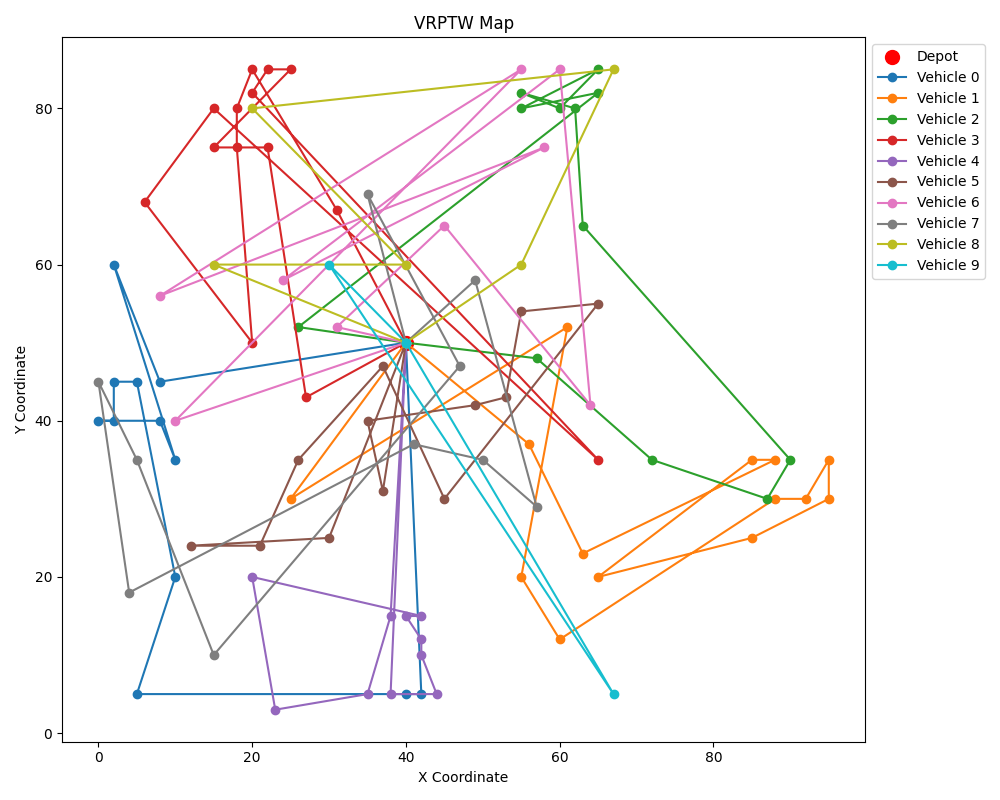 VRPTW Map
Y Coordinate
80
60
40
20
0
0 20 40 60 80
X Coordinate
Depot
Vehicle 0
Vehicle 1
Vehicle 2
Vehicle 3
Vehicle 4
Vehicle 5
Vehicle 6
Vehicle 7
Vehicle 8
Vehicle 9